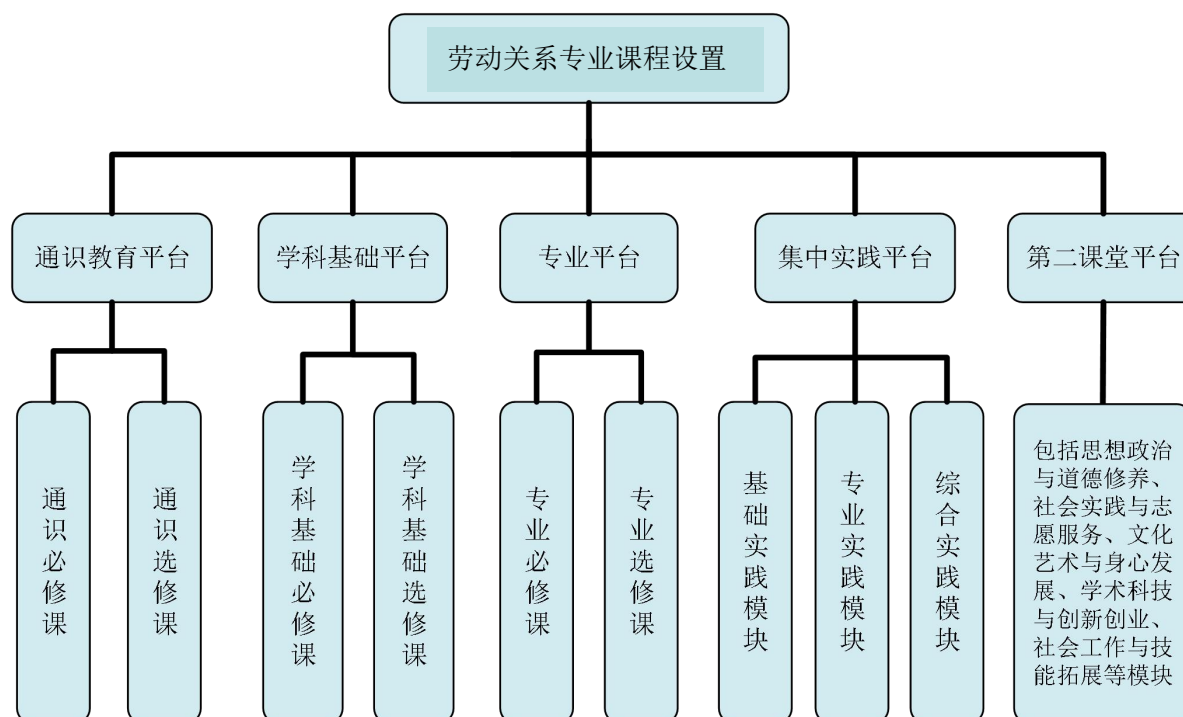 劳动关系专业课程设置
通识教育平台
学科基础平台
专业平台
集中实践平台
第二课堂平台
通识必修课
通识选修课
学科基础必修课
学科基础选修课
专业必修课
专业选修课
基础实践模块
专业实践模块
综合实践模块
包括思想政治
与道德修养、
社会实践与志
愿服务、文化
艺术与身心发
展、学术科技
与创新创业、
社会工作与技
能拓展等模块